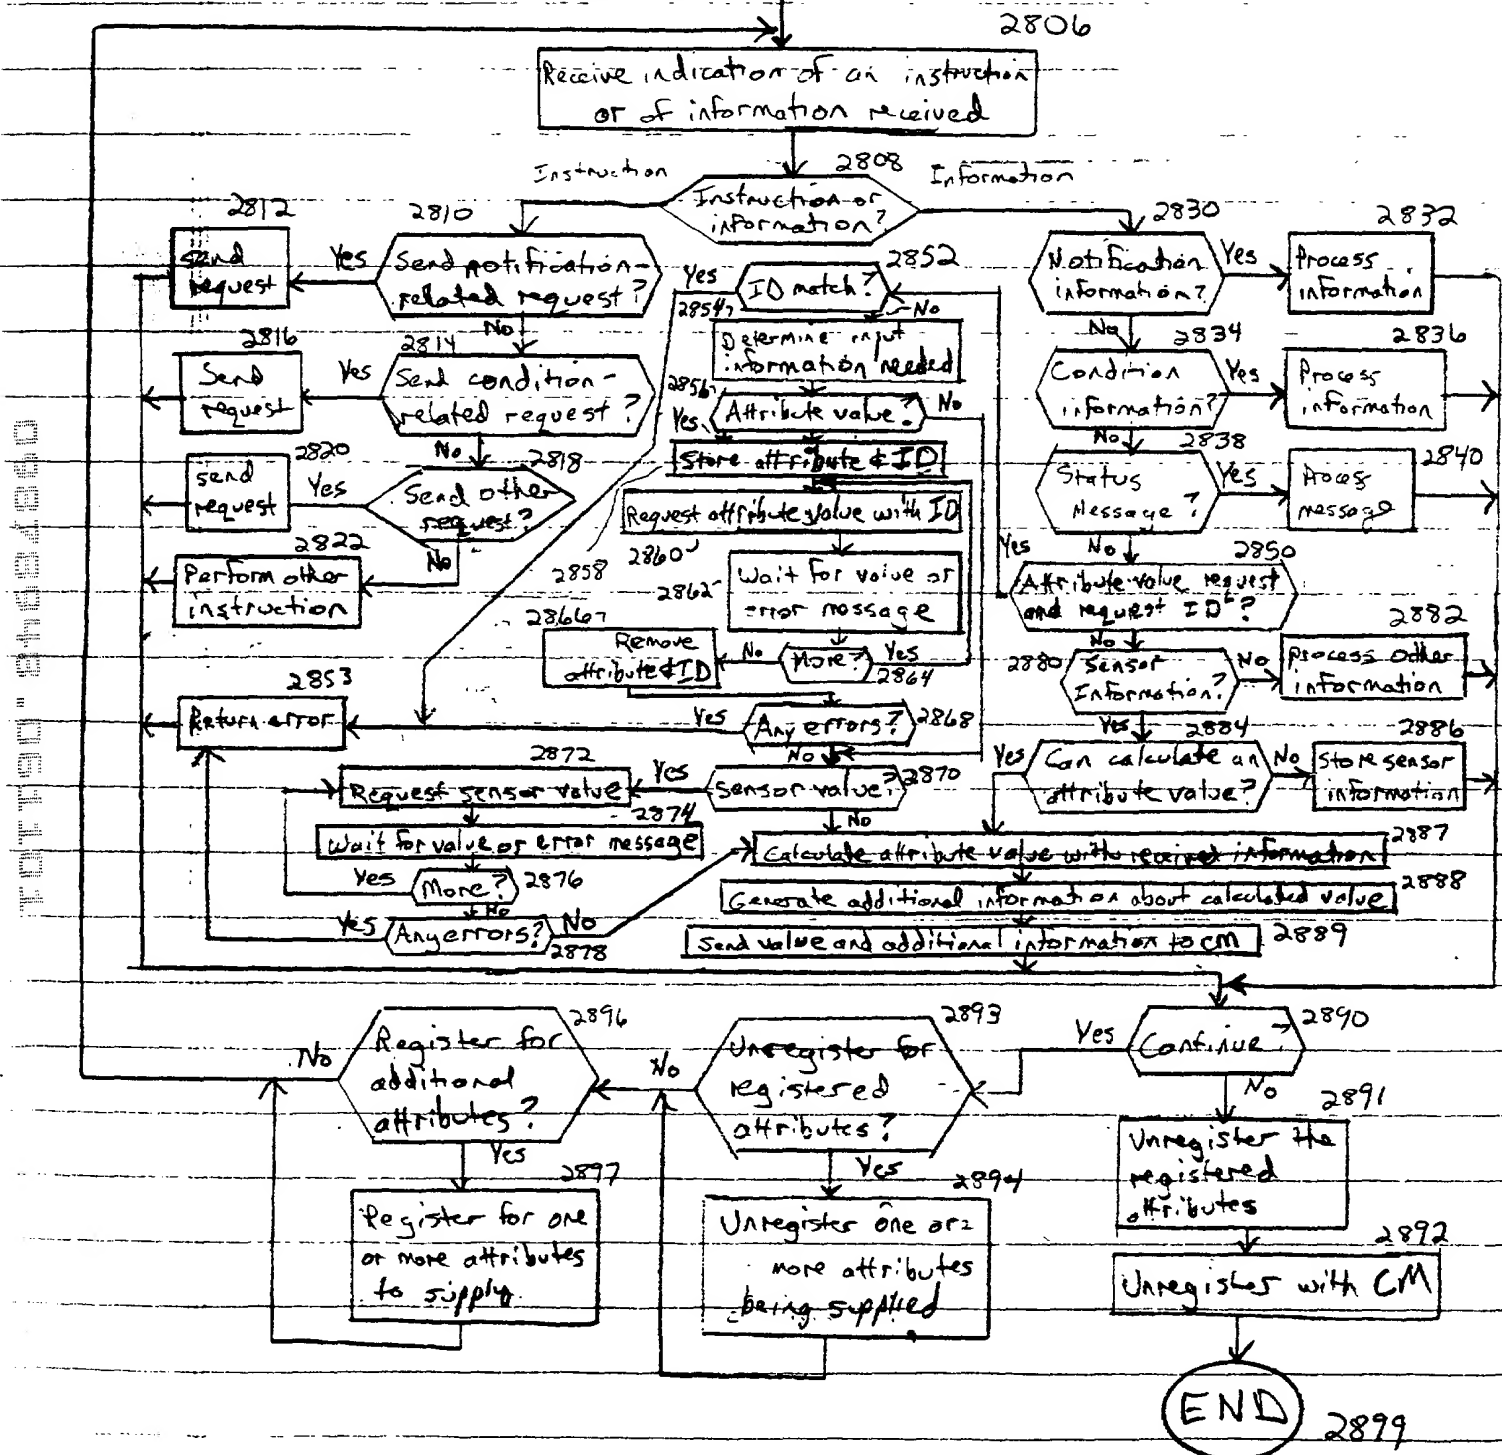 2806
Receive indication of an instruction
or of information received
2808
Instruction
Information
Instruction or
information?
2812
Send
request
Yes
2810
Send notification-
related request?
No
2816
Send
request
Yes
2814
Send condition-
related request?
No
2820
send
request
Yes
2818
Send other
request?
No
2822
Perform other
instruction
2853
Return error
Yes
ID match?
2852
No
2854
Determine input
information needed
2856
Attribute value?
No
Yes
Store attribute & ID
2858
Request attribute value with ID
2860
Wait for value or
error message
2862
More?
Yes
No
2864
2866
Remove
attribute & ID
Any errors?
2868
Yes
No
Sensor value?
2870
Yes
No
2872
Request sensor value
2874
Wait for value or error message
Yes
More?
2876
No
Yes
Any errors?
No
2878
2830
Notification
information?
Yes
2832
Process
information
No
2834
Condition
information?
Yes
2836
Process
information
No
2838
Status
Message?
Yes
2840
Process
message
No
2850
Yes
Attribute value request
and request ID?
No
2880
Sensor
Information?
No
2882
Process other
information
Yes
2884
Yes
Can calculate an
attribute value?
No
2886
Store sensor
information
2887
Calculate attribute value with received information
2888
Generate additional information about calculated value
2889
Send value and additional information to CM
2890
Continue?
Yes
No
2891
Unregister the
registered
attributes
2892
Unregister with CM
END
2899
2893
Unregister for
registered
attributes?
No
Yes
2894
Unregister one or
more attributes
being supplied
2896
Register for
additional
attributes?
No
Yes
2897
Register for one
or more attributes
to supply